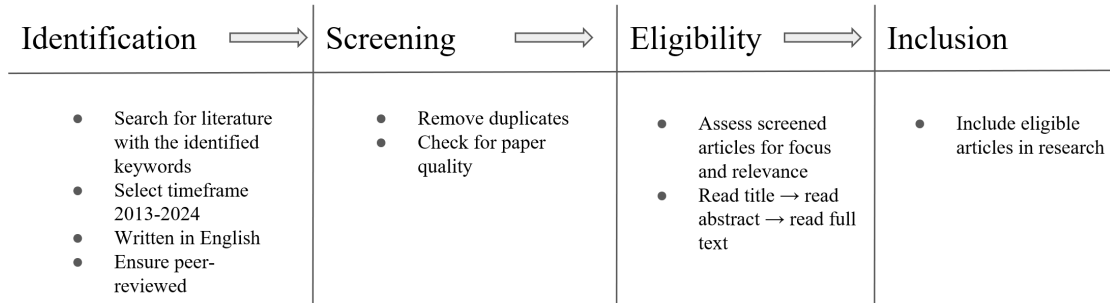 Identification
Screening
Eligibility
Inclusion
Search for literature
with the identified
keywords
Select timeframe
2013-2024
Written in English
Ensure peer-
reviewed
Remove duplicates
Check for paper
quality
Assess screened
articles for focus
and relevance
Read title → read
abstract → read full
text
Include eligible
articles in research